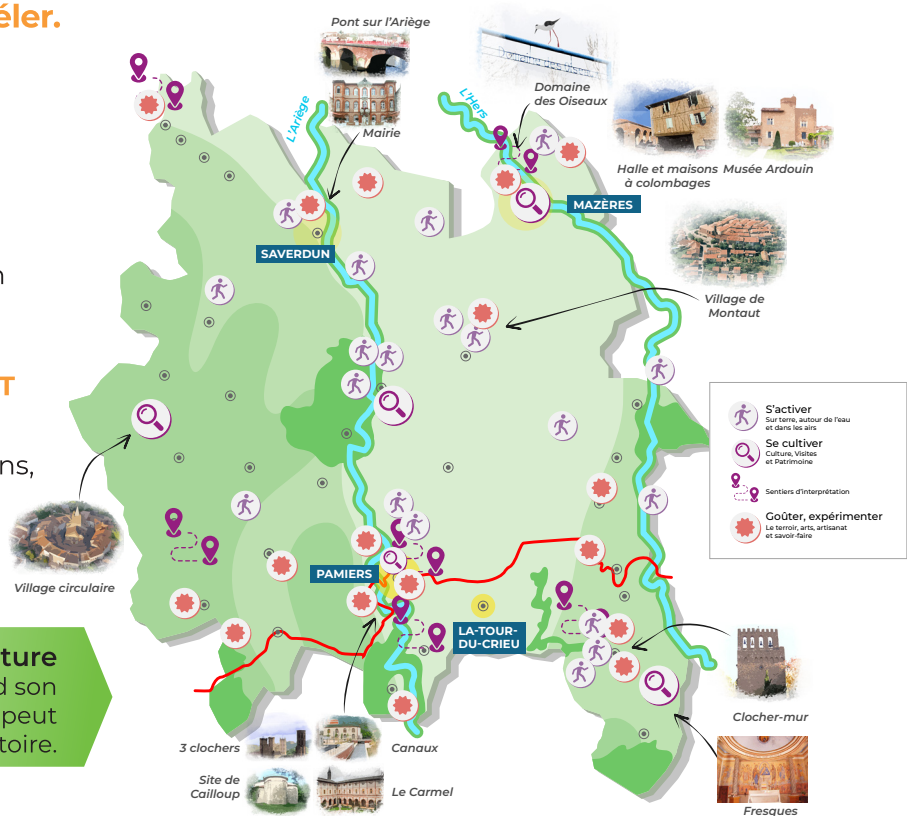 éler.
Pont sur l'Ariège
L'Ariège
Mairie
L'Hers
Domaine
des Oiseaux
Halle et maisons
à colombages
Musée Ardouin
MAZÈRES
SAVERDUN
Village de
Montaut
n
T
ns,
S'activer
Sur terre, autour de l'eau
et dans les airs
Se cultiver
Culture, Visites
et Patrimoine
Sentiers d'interprétation
Goûter, expérimenter
Le terroir, arts, artisanat
et savoir-faire
Village circulaire
PAMIERS
LA-TOUR-
DU-CRIEU
ture
d son
peut
toire.
Clocher-mur
3 clochers
Canaux
Site de
Cailloup
Le Carmel
Fresques